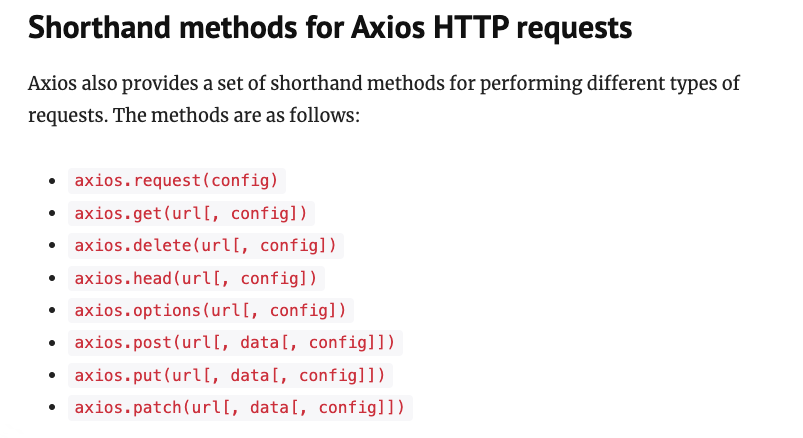 Shorthand methods for Axios HTTP requests
Axios also provides a set of shorthand methods for performing different types of
requests. The methods are as follows:
• axios.request(config)
• axios.get(url[, config])
• axios.delete(url[, config])
• axios.head(url[, config])
• axios.options(url[, config])
• axios.post(url[, data[, config]])
• axios.put(url[, data[, config]])
• axios.patch(url[, data[, config]])